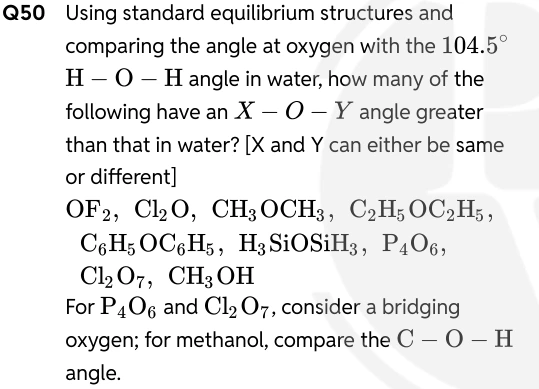 Q50 Using standard equilibrium structures and
comparing the angle at oxygen with the 104.5°
H – O – H angle in water, how many of the
following have an X – O – Y angle greater
than that in water? [X and Y can either be same
or different]
OF₂, Cl₂O, CH₃OCH₃, C₂H₅OC₂H₅,
C₆H₅OC₆H₅, H₃SiOSiH₃, P₄O₆,
Cl₂O₇, CH₃OH
For P₄O₆ and Cl₂O₇, consider a bridging
oxygen; for methanol, compare the C – O – H
angle.